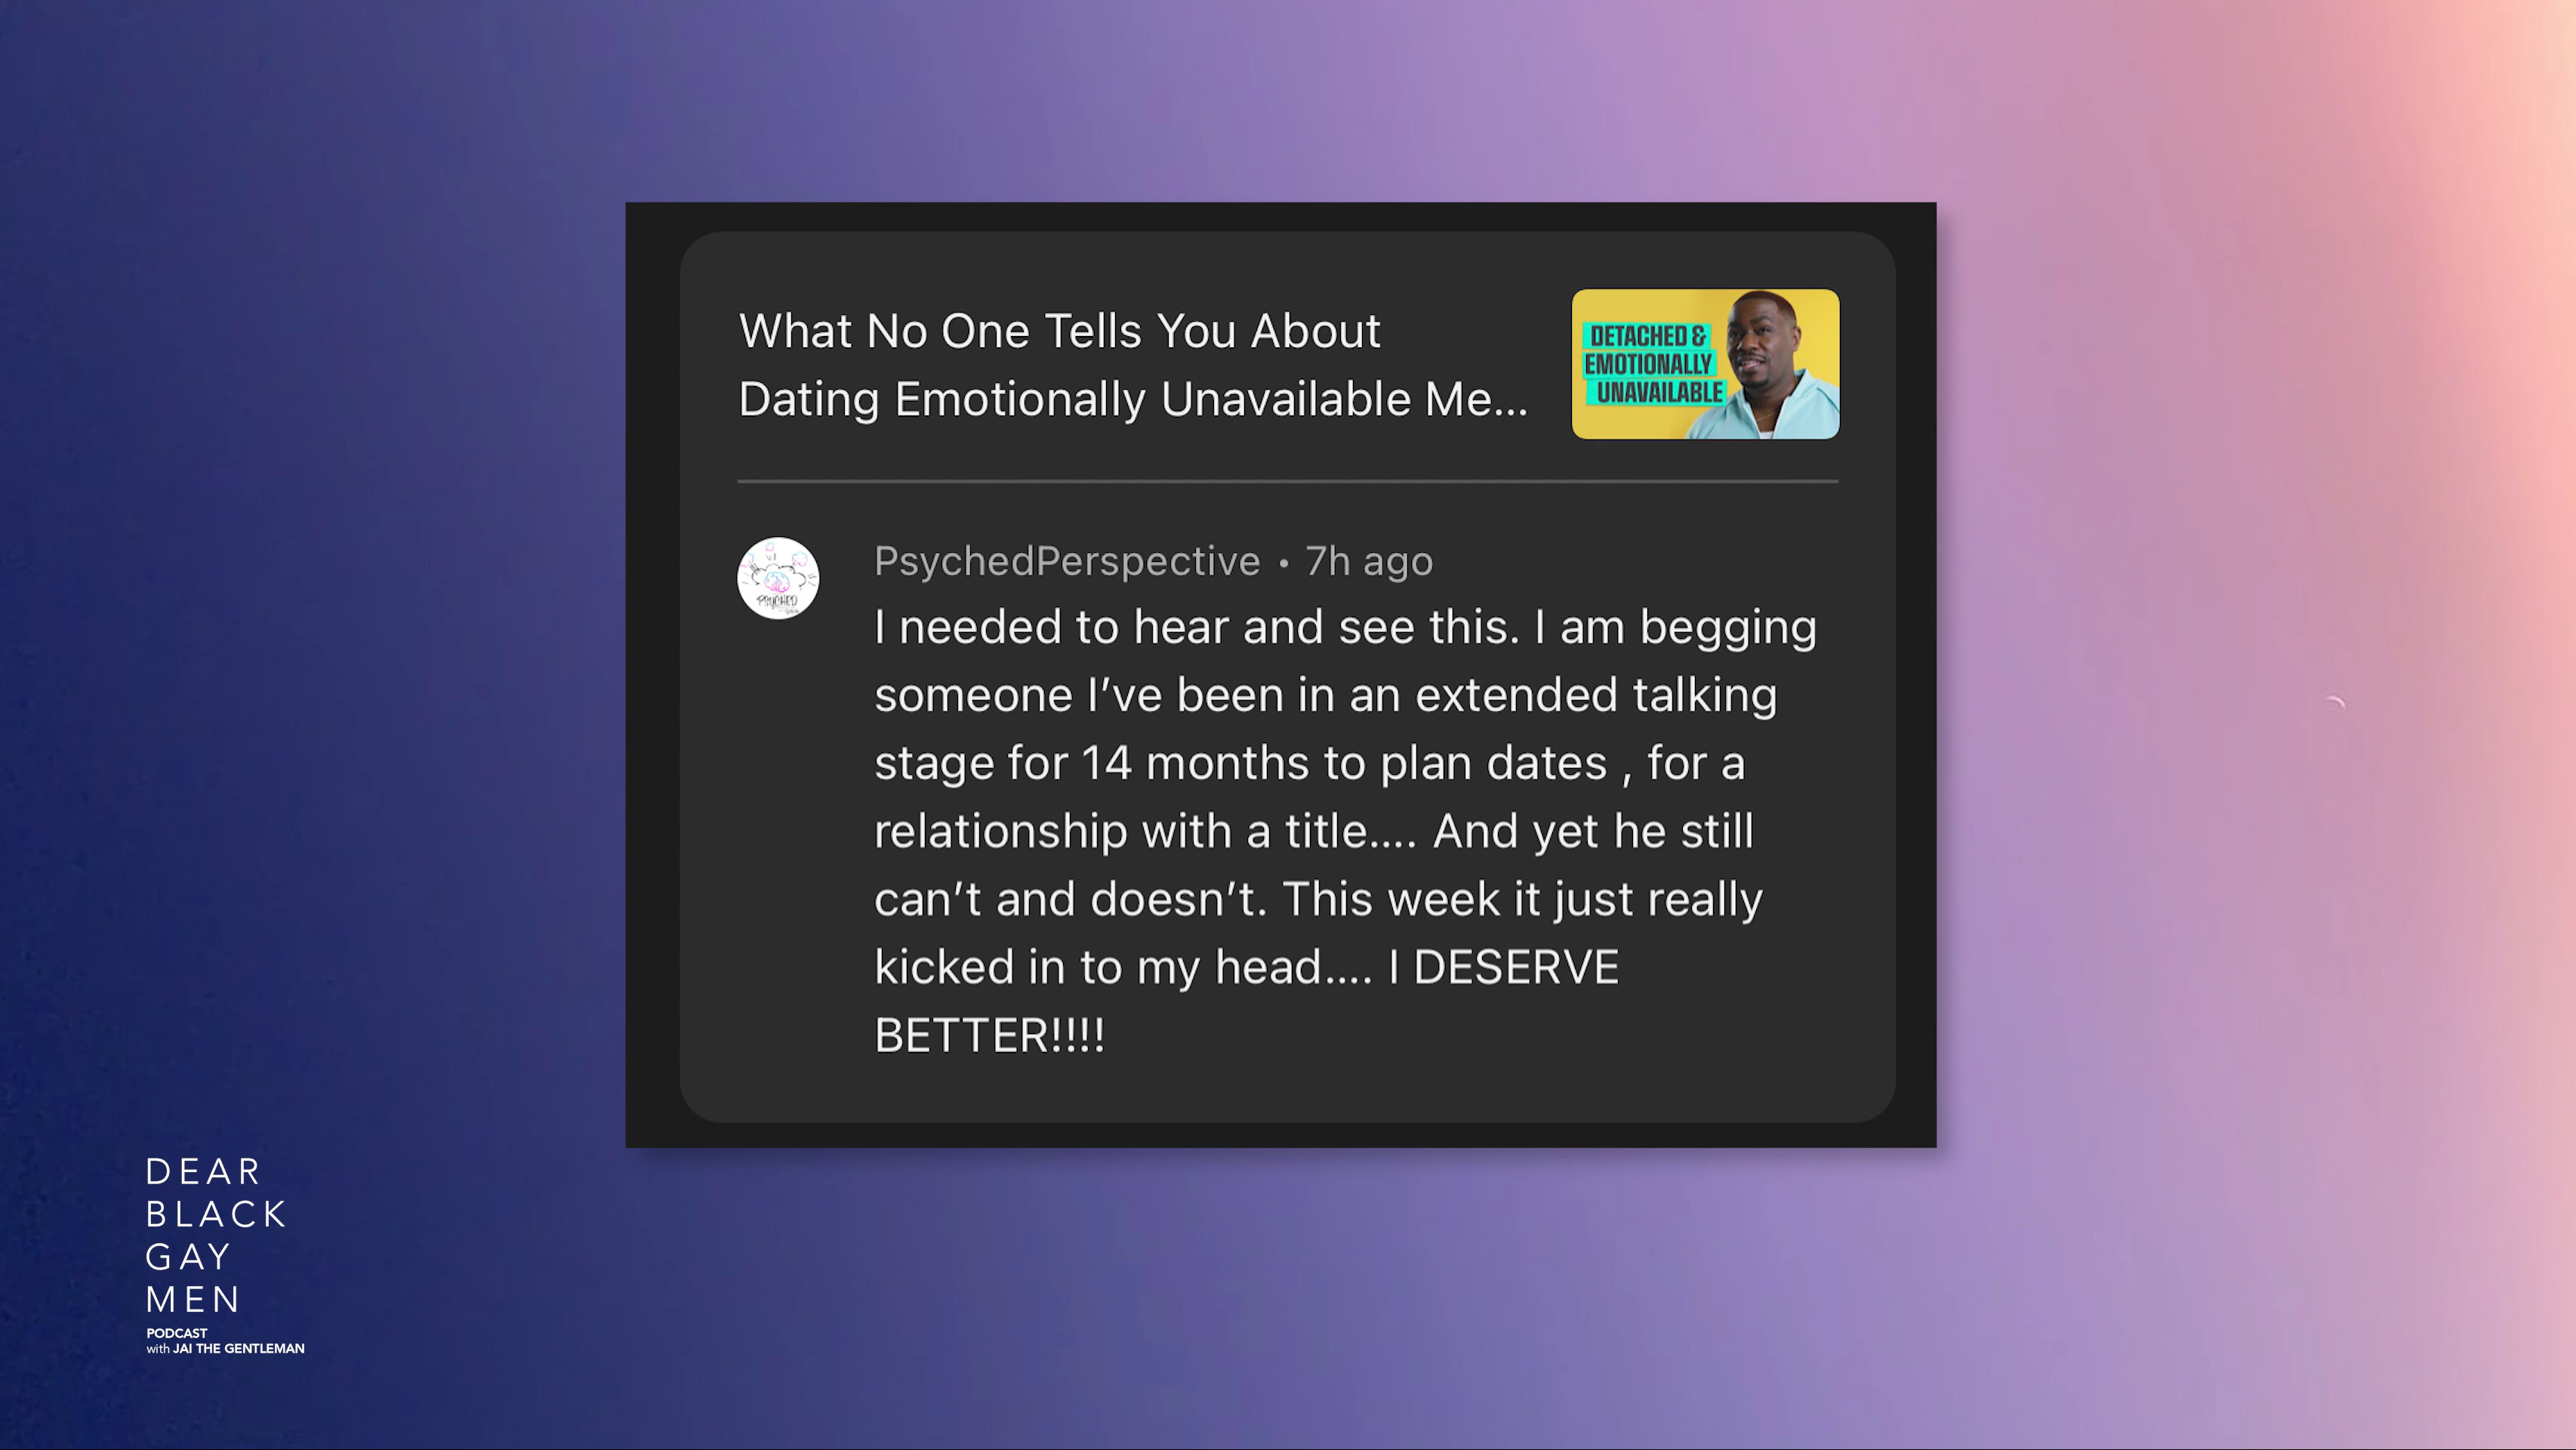 What No One Tells You About
Dating Emotionally Unavailable Me...
DETACHED &
EMOTIONALLY
UNAVAILABLE
PSYCHED
PsychedPerspective • 7h ago
I needed to hear and see this. I am begging
someone I’ve been in an extended talking
stage for 14 months to plan dates , for a
relationship with a title.... And yet he still
can’t and doesn’t. This week it just really
kicked in to my head.... I DESERVE
BETTER!!!!
DEAR
BLACK
GAY
MEN
PODCAST
with JAI THE GENTLEMAN